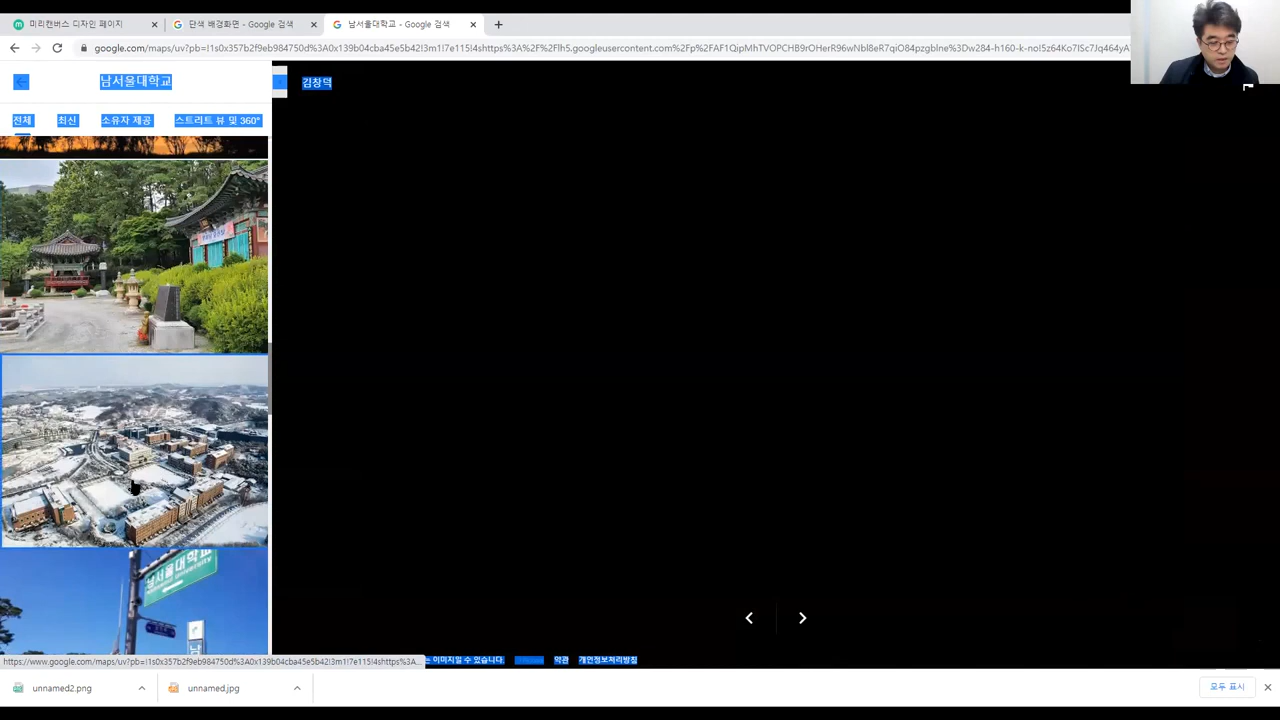 미리캔버스 디자인 페이지
단색 배경화면 - Google 검색
남서울대학교 - Google 검색
google.com/maps/uv?pb=!1s0x357b2f9eb984750d%3A0x139b04cba45e5b42!3m1!7e115!4shttps%3A%2F%2Flh5.googleusercontent.com%2Fp%2FAF1QipMhTVOPCHB9rOHerR96wNbl8eR7qiO84pzgblne%3Dw284-h160-k-no!5z64Ko7ISc7Jq464yA
남서울대학교
김창덕
전체 최신 소유자 제공 스트리트 뷰 및 360°
남서울대학교
남
https://www.google.com/maps/uv?pb=!1s0x357b2f9eb984750d%3A0x139b04cba45e5b42!3m1!7e115!4shttps%3A...
는 이미지일 수 있습니다. 약관 개인정보처리방침
unnamed2.png
unnamed.jpg
모두 표시